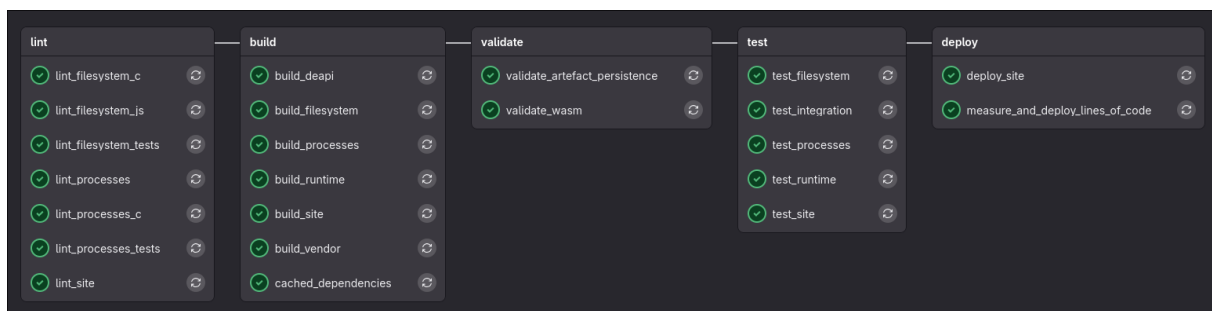 lint
lint_filesystem_c
lint_filesystem_js
lint_filesystem_tests
lint_processes
lint_processes_c
lint_processes_tests
lint_site
build
build_deapi
build_filesystem
build_processes
build_runtime
build_site
build_vendor
cached_dependencies
validate
validate_artefact_persistence
validate_wasm
test
test_filesystem
test_integration
test_processes
test_runtime
test_site
deploy
deploy_site
measure_and_deploy_lines_of_code